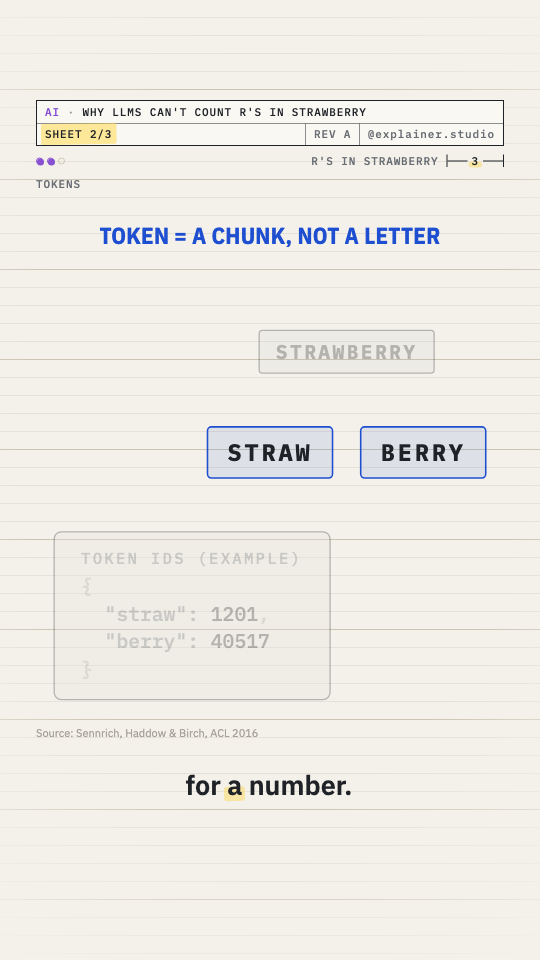 AI · WHY LLMS CAN'T COUNT R'S IN STRAWBERRY
SHEET 2/3 REV A @explainer.studio
R'S IN STRAWBERRY 3
TOKENS
TOKEN = A CHUNK, NOT A LETTER
STRAWBERRY
STRAW BERRY
TOKEN IDS (EXAMPLE)
{
"straw": 1201,
"berry": 40517
}
Source: Sennrich, Haddow & Birch, ACL 2016
for a number.